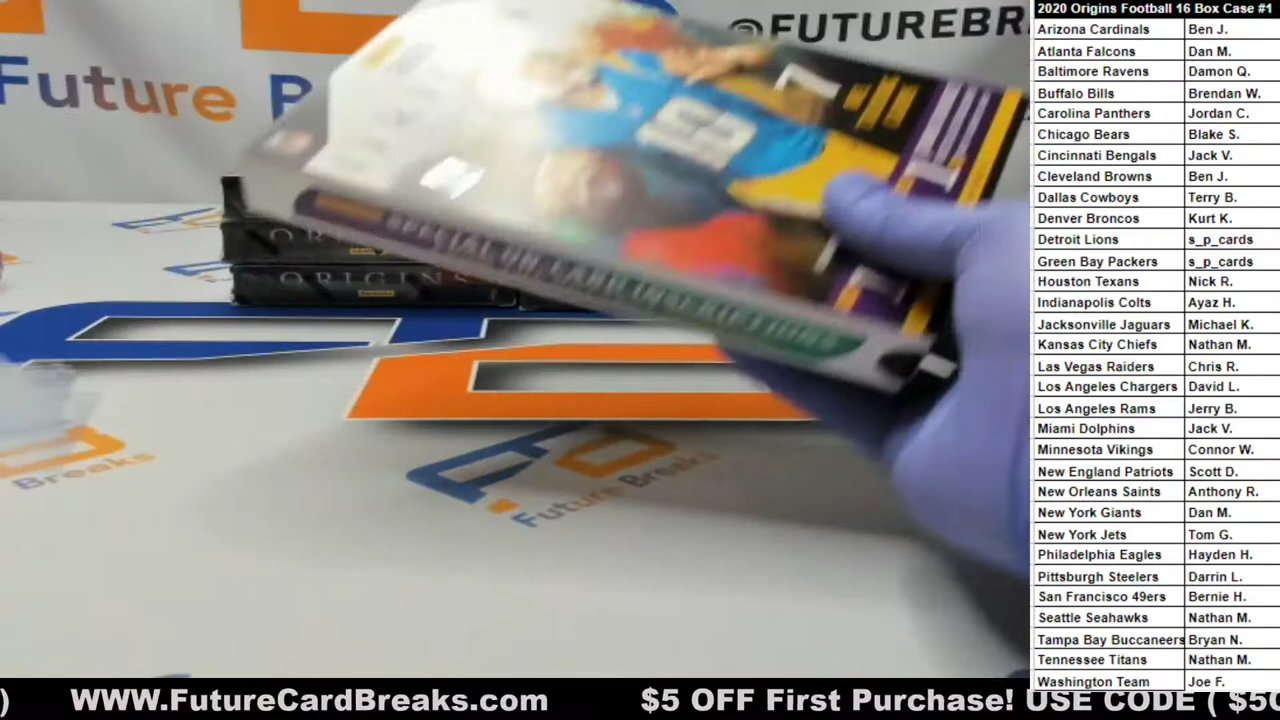 @FUTUREBR
Future B
ORIGINS
Future Breaks
2020 Origins Football 16 Box Case #1
Arizona Cardinals Ben J.
Atlanta Falcons Dan M.
Baltimore Ravens Damon Q.
Buffalo Bills Brendan W.
Carolina Panthers Jordan C.
Chicago Bears Blake S.
Cincinnati Bengals Jack V.
Cleveland Browns Ben J.
Dallas Cowboys Terry B.
Denver Broncos Kurt K.
Detroit Lions s_p_cards
Green Bay Packers s_p_cards
Houston Texans Nick R.
Indianapolis Colts Ayaz H.
Jacksonville Jaguars Michael K.
Kansas City Chiefs Nathan M.
Las Vegas Raiders Chris R.
Los Angeles Chargers David L.
Los Angeles Rams Jerry B.
Miami Dolphins Jack V.
Minnesota Vikings Connor W.
New England Patriots Scott D.
New Orleans Saints Anthony R.
New York Giants Dan M.
New York Jets Tom G.
Philadelphia Eagles Hayden H.
Pittsburgh Steelers Darrin L.
San Francisco 49ers Bernie H.
Seattle Seahawks Nathan M.
Tampa Bay Buccaneers Bryan N.
Tennessee Titans Nathan M.
Washington Team Joe F.
) WWW.FutureCardBreaks.com $5 OFF First Purchase! USE CODE ( $5